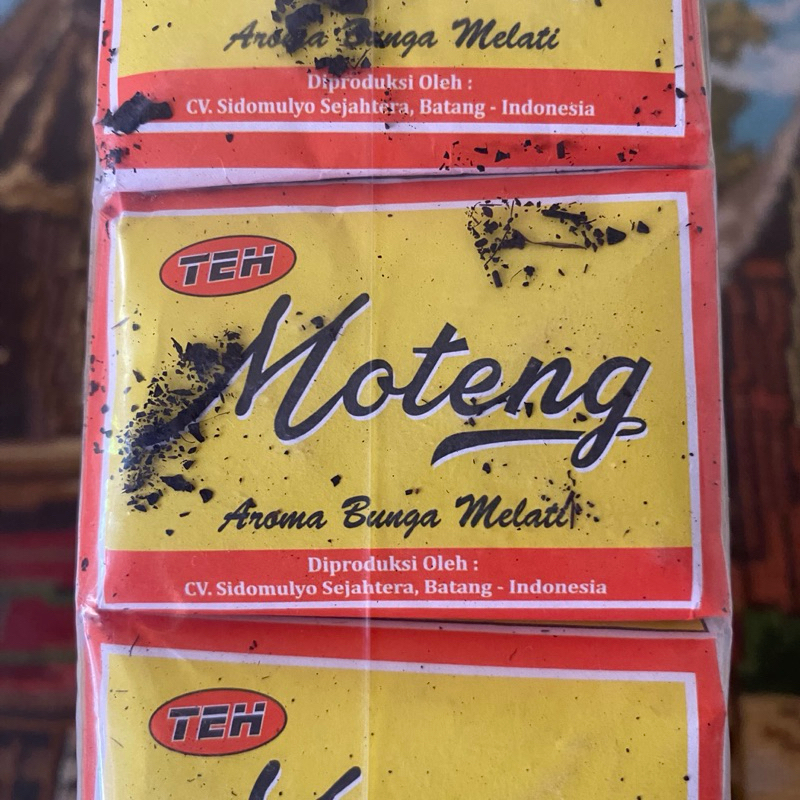 Aroma Bunga Melati
Diproduksi Oleh :
CV. Sidomulyo Sejahtera, Batang - Indonesia
TEH
Moteng
Aroma Bunga Melati
Diproduksi Oleh :
CV. Sidomulyo Sejahtera, Batang - Indonesia
TEH